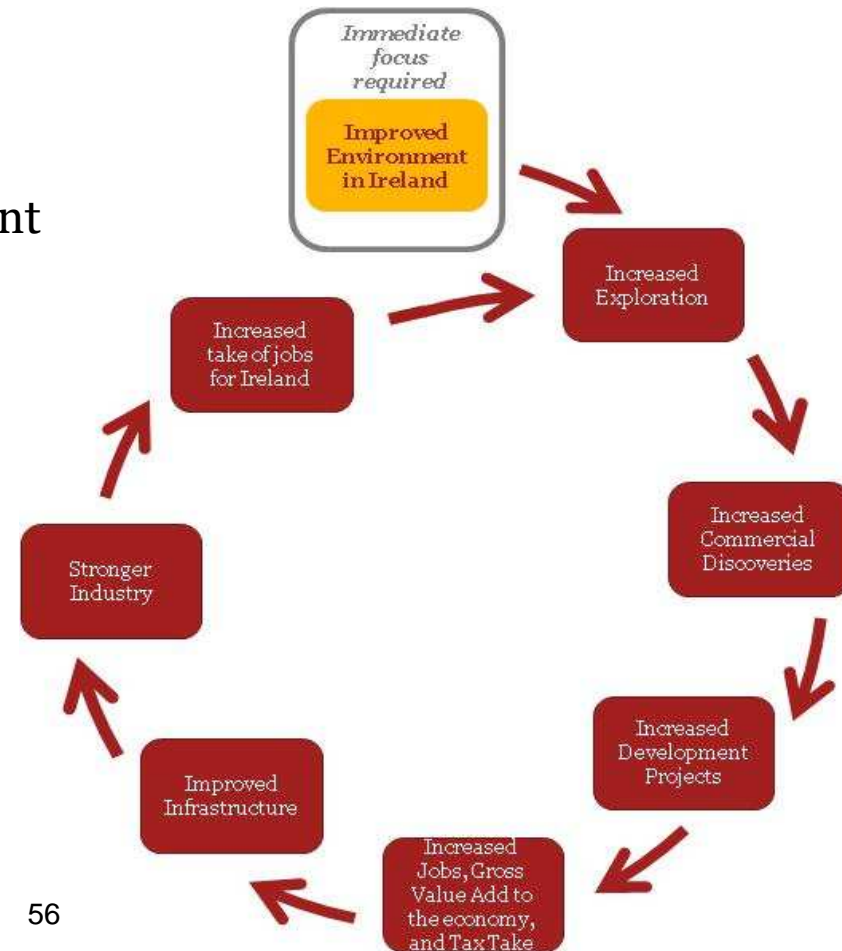 Immediate
focus
required
Improved
Environment
in Ireland
nt
Increased
Exploration
Increased
take of jobs
for Ireland
Increased
Commercial
Discoveries
Stronger
Industry
Increased
Development
Projects
Improved
Infrastructure
Increased
Jobs, Gross
Value Add to
the economy,
and Tax Take
56